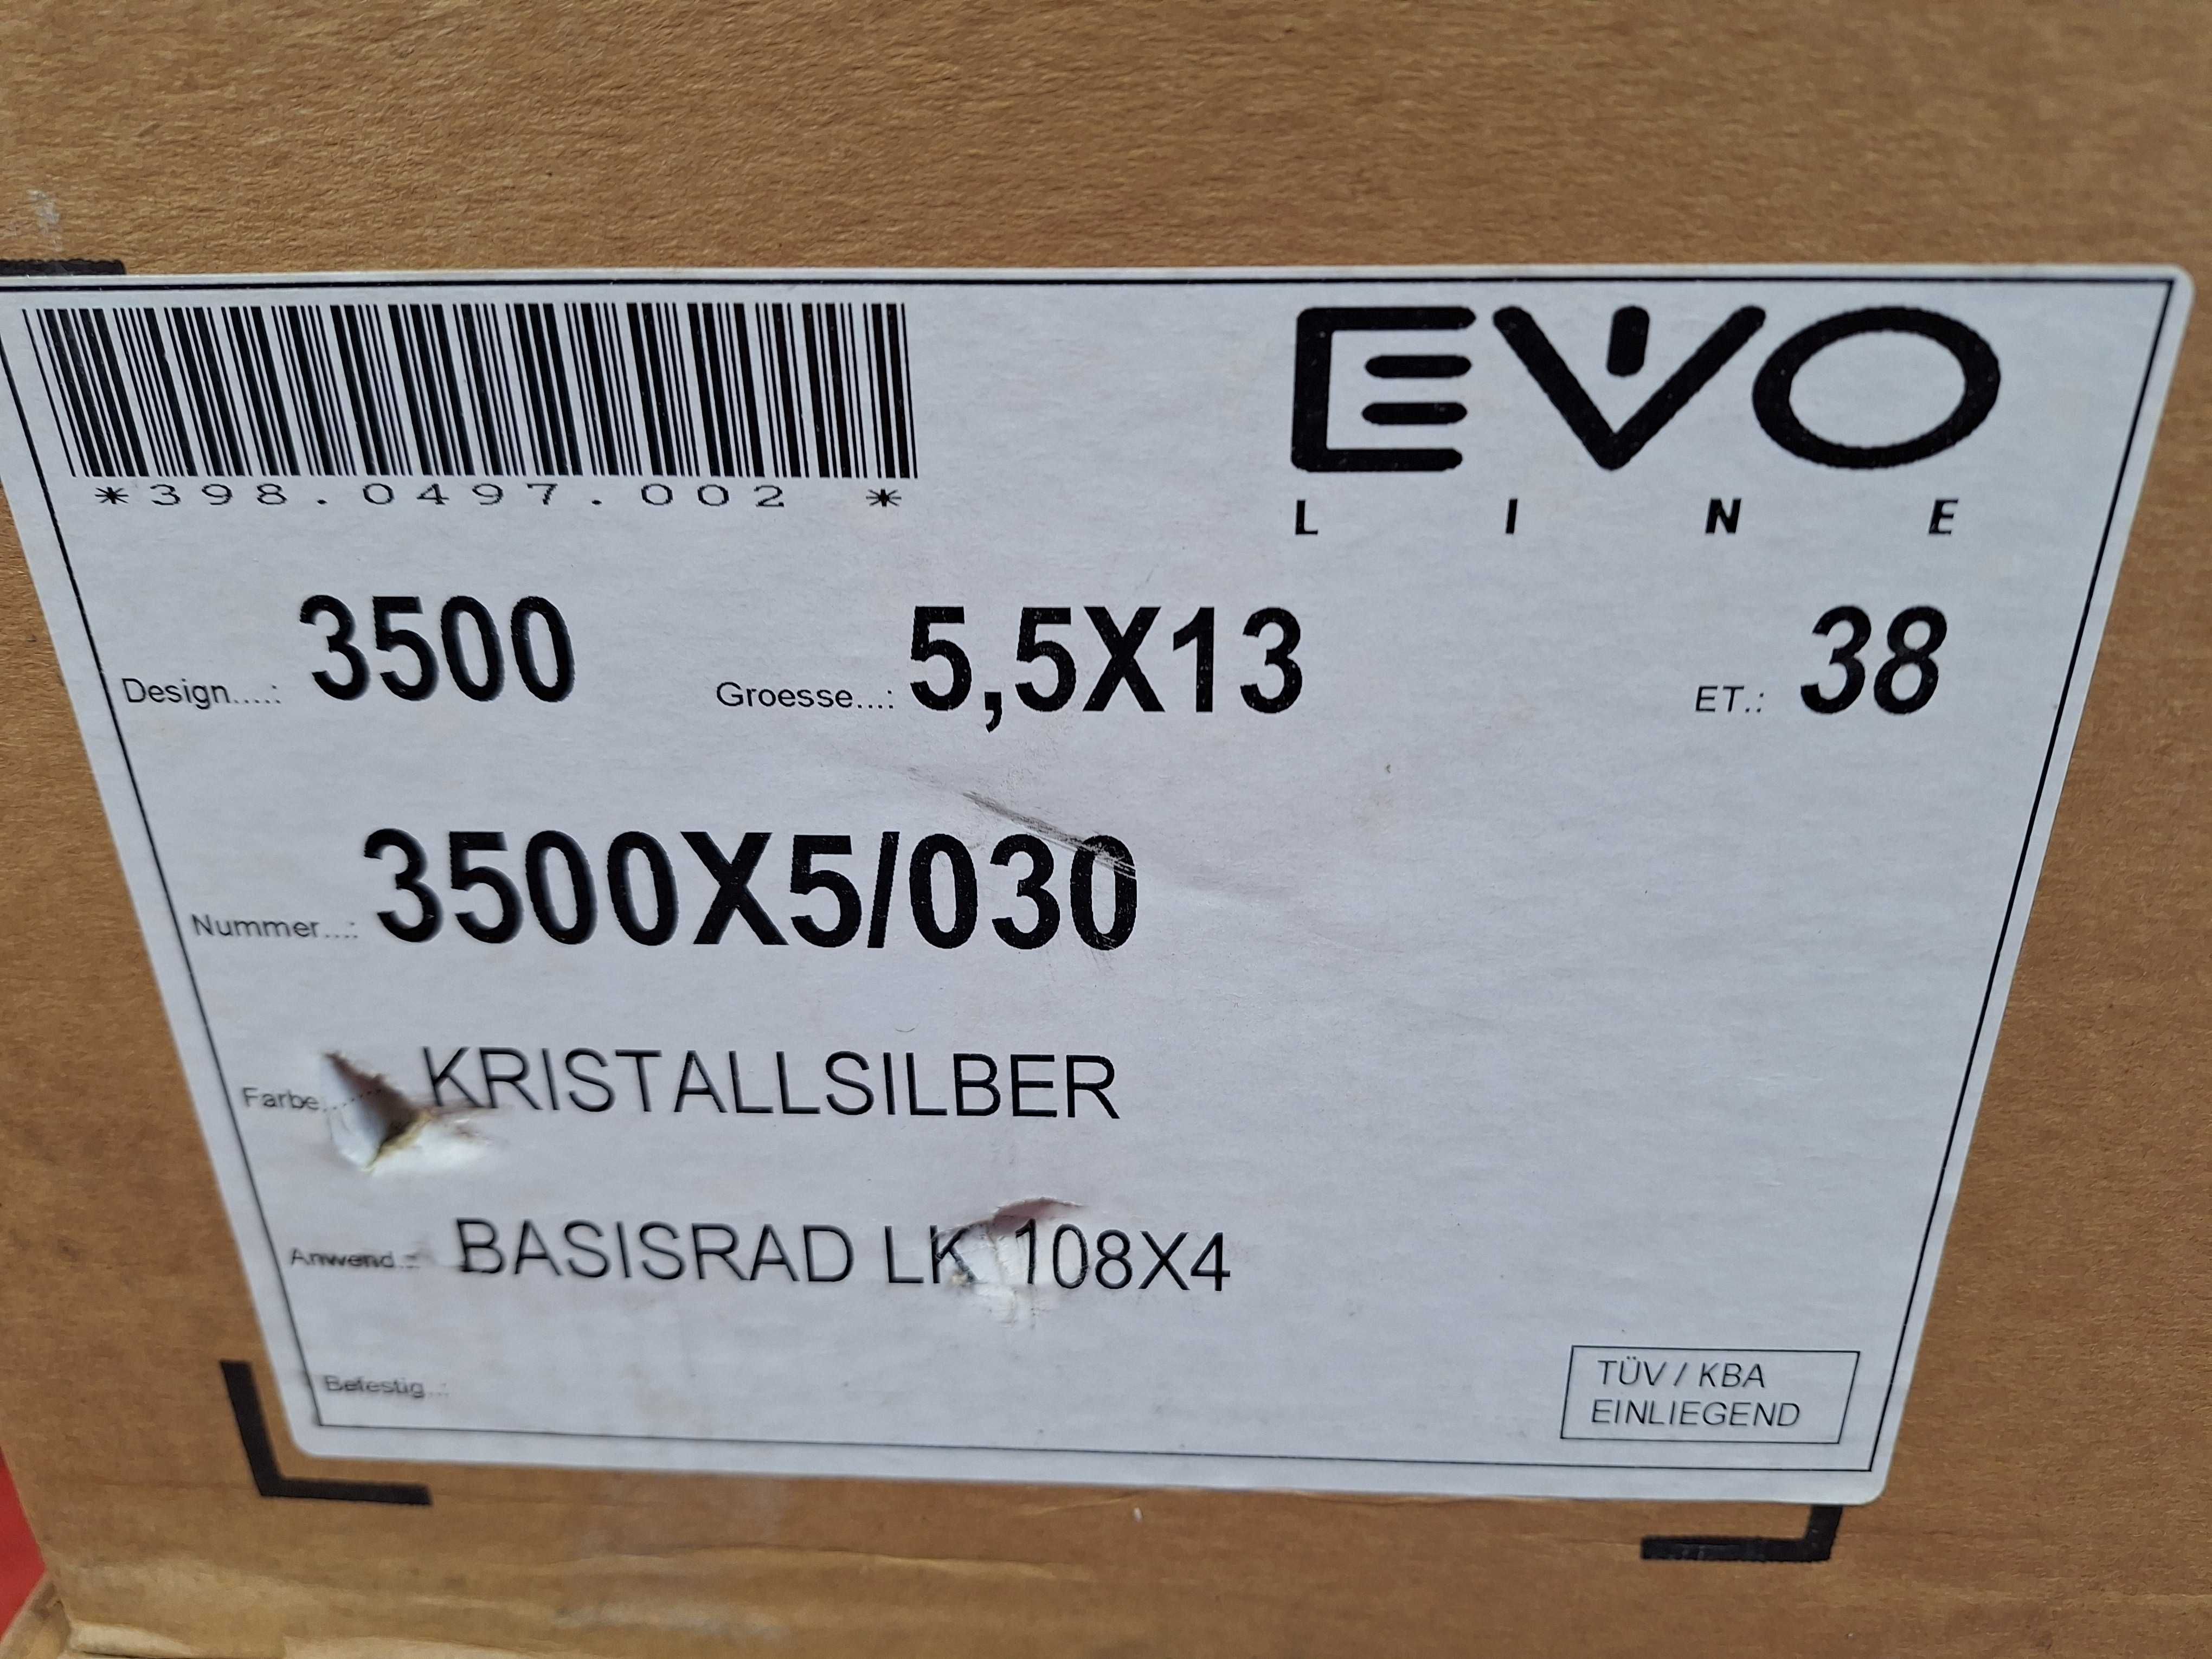 EVO
LINE
*398.0497.002 *
Design....: 3500 Groesse...: 5,5X13 ET.: 38
Nummer...: 3500X5/030
Farbe....... KRISTALLSILBER
Anwend.: BASISRAD LK 108X4
Befestig..:
TÜV / KBA
EINLIEGEND